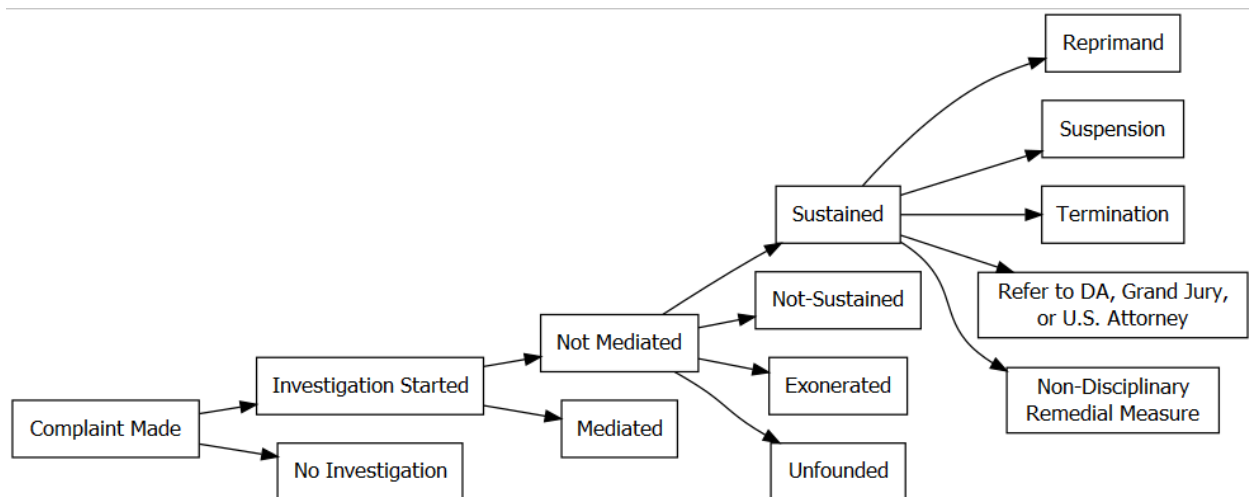 Reprimand
Suspension
Sustained
Termination
Not-Sustained
Refer to DA, Grand Jury,
or U.S. Attorney
Not Mediated
Investigation Started
Exonerated
Non-Disciplinary
Remedial Measure
Complaint Made
Mediated
No Investigation
Unfounded